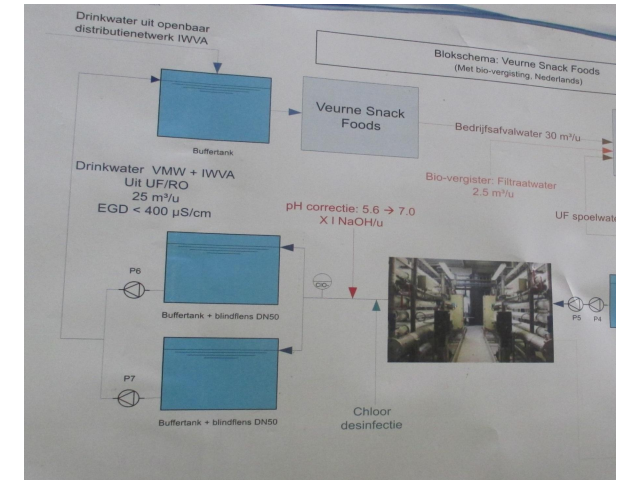 Drinkwater uit openbaar
distributienetwerk IWVA
Blokschema: Veurne Snack Foods
(Met bio-vergisting, Nederlands)
Veurne Snack
Foods
Buffertank
Bedrijfsafvalwater 30 m³/u
Drinkwater VMW + IWVA
Uit UF/RO
25 m³/u
EGD < 400 µS/cm
Bio-vergister: Filtraatwater
2.5 m³/u
pH correctie: 5.6 → 7.0
X l NaOH/u
UF spoelwate
P6
Buffertank + blindflens DN50
P5
P4
P7
Buffertank + blindflens DN50
Chloor
desinfectie